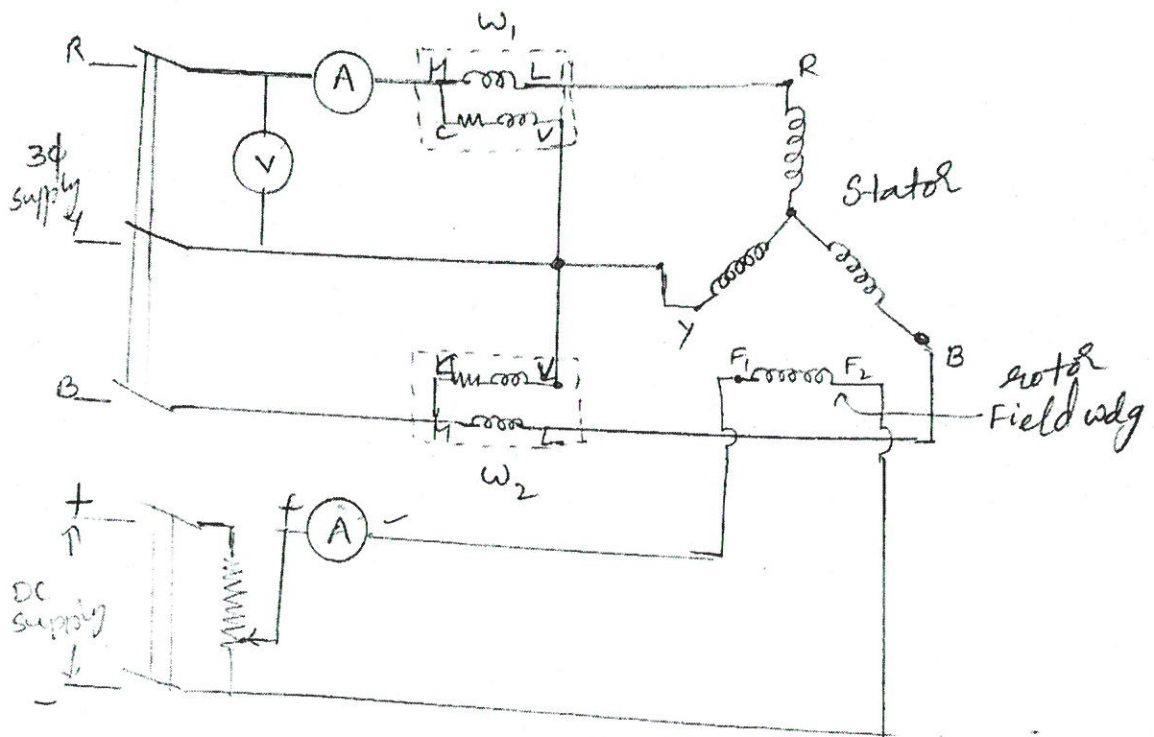 W1
R
A
M
L
C
V
R
3φ
supply
V
Stator
Y
Y
B
V
F1
F2
B
M
L
W2
rotor
Field wdg
+
+
A
-
DC
supply
-